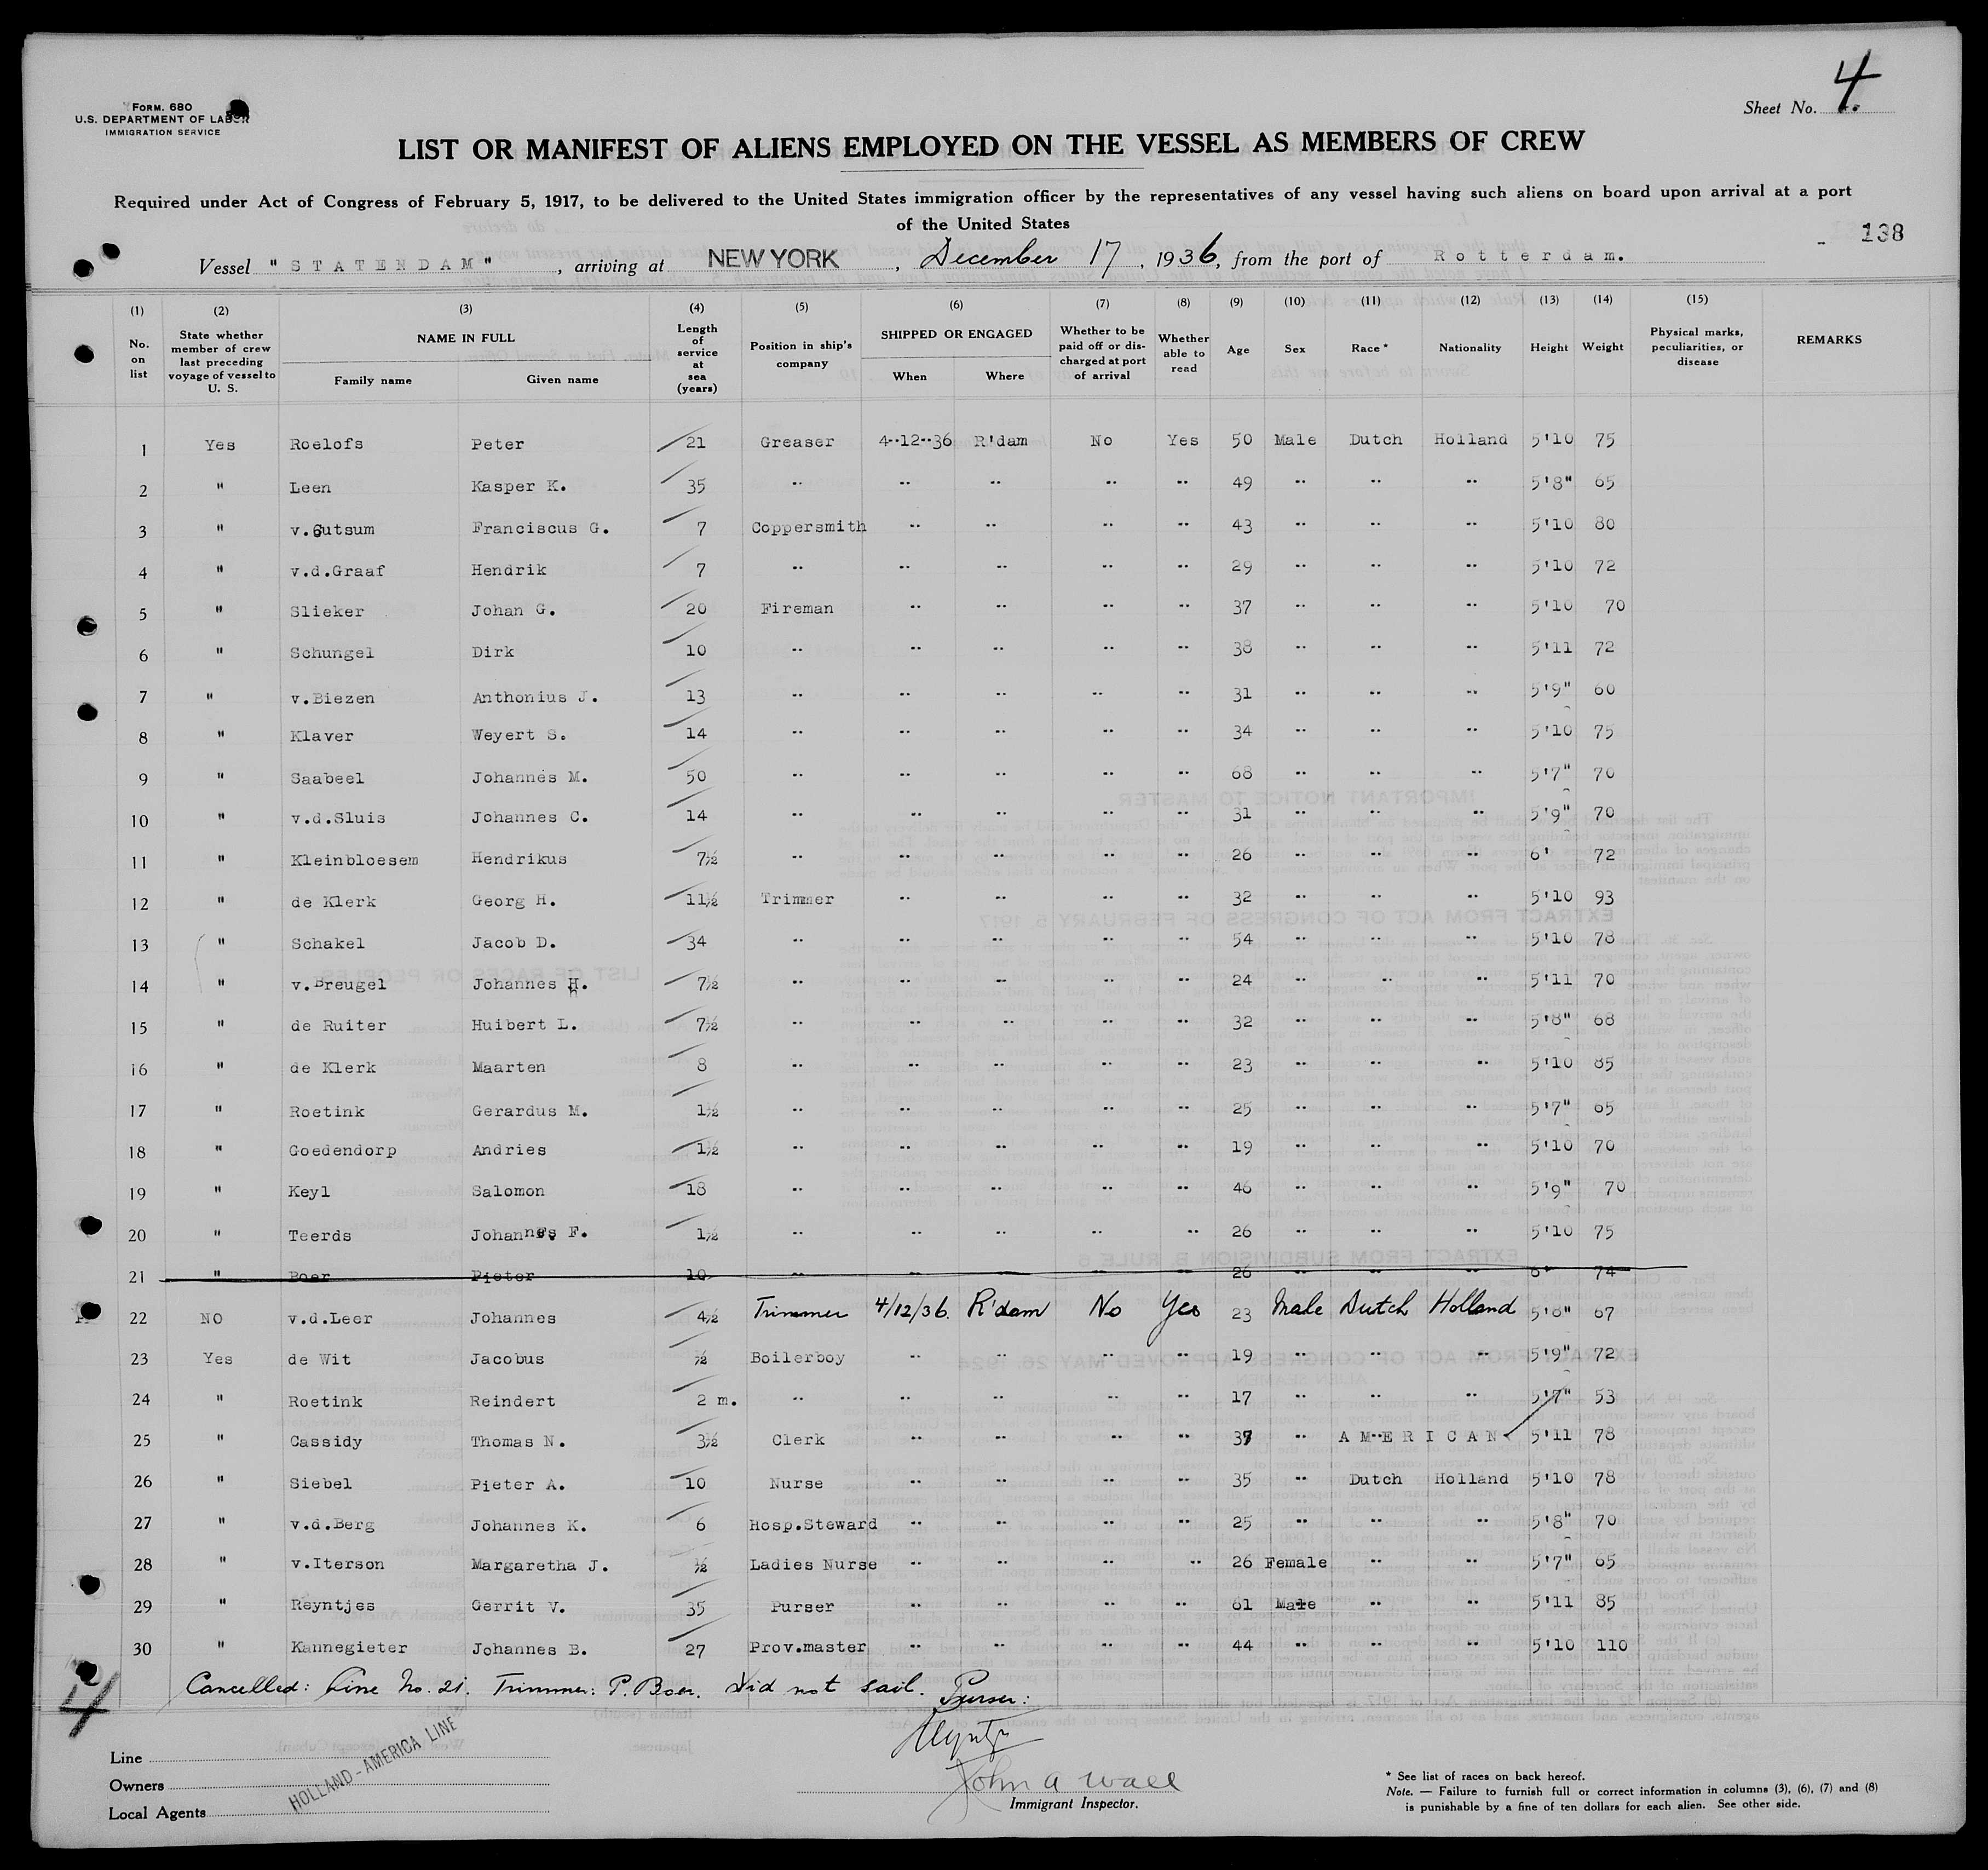 FORM. 680
U.S. DEPARTMENT OF LABOR
IMMIGRATION SERVICE
Sheet No. 4
LIST OR MANIFEST OF ALIENS EMPLOYED ON THE VESSEL AS MEMBERS OF CREW
Required under Act of Congress of February 5, 1917, to be delivered to the United States immigration officer by the representatives of any vessel having such aliens on board upon arrival at a port
of the United States
138
Vessel "STATENDAM", arriving at NEW YORK, December 17, 1936, from the port of Rotterdam.
(1) (2) (3) (4) (5) (6) (7) (8) (9) (10) (11) (12) (13) (14) (15)
No. on list State whether member of crew last preceding voyage of vessel to U. S. NAME IN FULL Family name Given name Length of service at sea (years) Position in ship's company SHIPPED OR ENGAGED When Where Whether to be paid off or discharged at port of arrival Whether able to read Age Sex Race * Nationality Height Weight Physical marks, peculiarities, or disease REMARKS
1 Yes Roelofs Peter 21 Greaser 4-12-36 R'dam No Yes 50 Male Dutch Holland 5'10 75
2 " Leen Kasper K. 35 " " " " " 49 " " " 5'8" 65
3 " v.Gutsum Franciscus G. 7 Coppersmith " " " " 43 " " " 5'10 80
4 " v.d.Graaf Hendrik 7 " " " " " 29 " " " 5'10 72
5 " Slieker Johan G. 20 Fireman " " " " 37 " " " 5'10 70
6 " Schungel Dirk 10 " " " " " 38 " " " 5'11 72
7 " v.Biezen Anthonius J. 13 " " " " " 31 " " " 5'9" 60
8 " Klaver Weyert S. 14 " " " " " 34 " " " 5'10 75
9 " Saabeel Johannes M. 50 " " " " " 68 " " " 5'7" 70
10 " v.d.Sluis Johannes C. 14 " " " " " 31 " " " 5'9" 70
11 " Kleinbloesem Hendrikus 7½ " " " " " 26 " " " 6' 72
12 " de Klerk Georg H. 11½ Trimmer " " " " 32 " " " 5'10 93
13 " Schakel Jacob D. 34 " " " " " 54 " " " 5'10 78
14 " v.Breugel Johannes H. 7½ " " " " " 24 " " " 5'11 70
15 " de Ruiter Huibert L. 7½ " " " " " 32 " " " 5'8" 68
16 " de Klerk Maarten 8 " " " " " 23 " " " 5'10 85
17 " Roetink Gerardus M. 1½ " " " " " 25 " " " 5'7" 65
18 " Goedendorp Andries 1½ " " " " " 19 " " " 5'10 70
19 " Keyl Salomon 18 " " " " " 46 " " " 5'9" 70
20 " Teerds Johannes F. 1½ " " " " " 26 " " " 5'10 75
21 " Boer Pieter 10 " " " " " 26 " " " 6' 74
22 NO v.d.Leer Johannes 4½ Trimmer 4/12/36. R'dam No Yes 23 Male Dutch Holland 5'8" 67
23 Yes de Wit Jacobus ½ Boilerboy " " " " 19 " " " 5'9" 72
24 " Roetink Reindert 2 m. " " " " " 17 " " " 5'7" 53
25 " Cassidy Thomas N. 3½ Clerk " " " " " AMERICAN 5'11 78
26 " Siebel Pieter A. 10 Nurse " " " " 35 " Dutch Holland 5'10 78
27 " v.d.Berg Johannes K. 6 Hosp.Steward " " " " 25 " " " 5'8" 70
28 " v.Iterson Margaretha J. ½ Ladies Nurse " " " " 26 Female " " 5'7" 65
29 " Reyntjes Gerrit V. 35 Purser " " " " 61 Male " " 5'11 85
30 " Kannegieter Johannes B. 27 Prov.master " " " " 44 " " " 5'10 110
Cancelled: Line No. 21. Trimmer: P. Boer. Did not sail. Purser:
4
Line
Owners
Local Agents
HOLLAND-AMERICA LINE
John A Wall
Immigrant Inspector.
* See list of races on back hereof.
Note. — Failure to furnish full or correct information in columns (3), (6), (7) and (8)
is punishable by a fine of ten dollars for each alien. See other side.